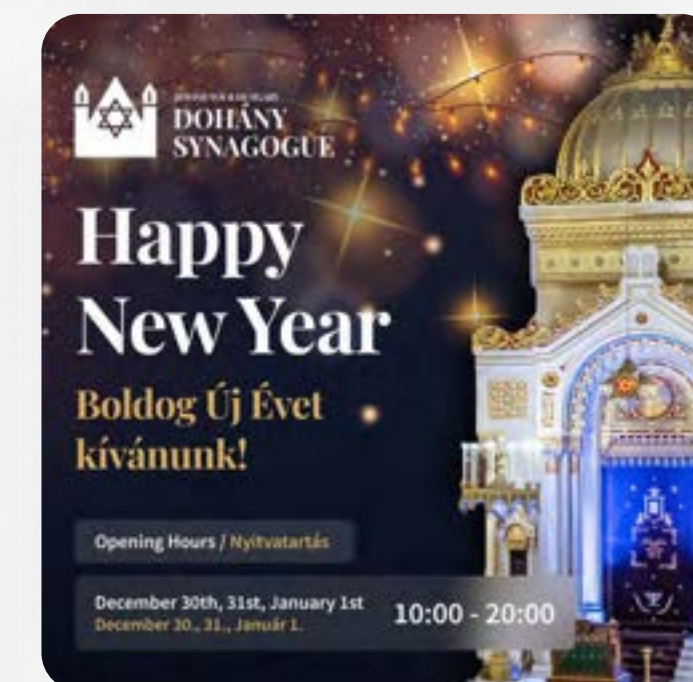 DOHÁNY
SYNAGOGUE
Happy
New Year
Boldog Új Évet
kívánunk!
Opening Hours / Nyitvatartás
December 30th, 31st, January 1st
December 30., 31., Január 1.
10:00 - 20:00